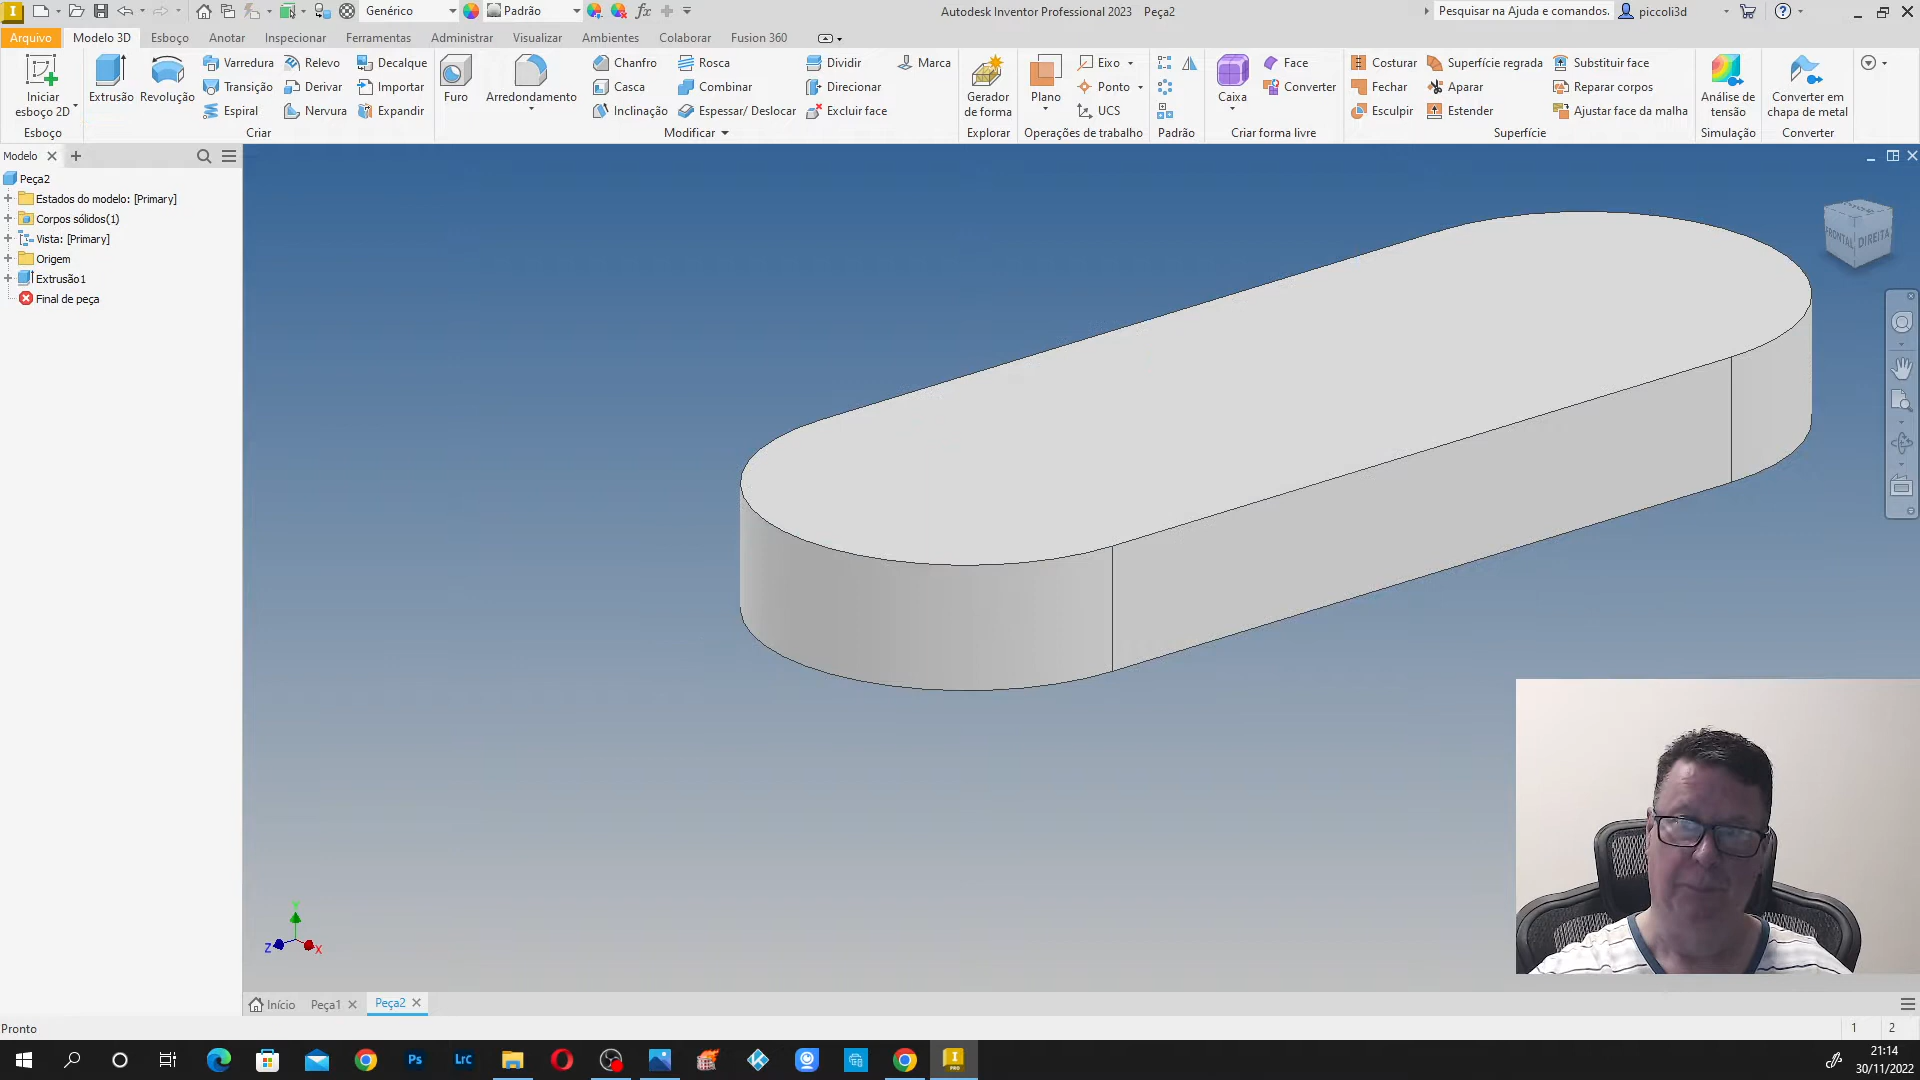 I PRO Genérico Padrão fx Autodesk Inventor Professional 2023 Peça2 Pesquisar na Ajuda e comandos. piccoli3d
Arquivo Modelo 3D Esboço Anotar Inspecionar Ferramentas Administrar Visualizar Ambientes Colaborar Fusion 360
Iniciar esboço 2D
Esboço
Extrusão Revolução
Varredura Relevo Decalque
Transição Derivar Importar
Espiral Nervura Expandir
Criar
Furo Arredondamento
Chanfro Rosca Dividir Marca
Casca Combinar Direcionar
Inclinação Espessar/ Deslocar Excluir face
Modificar
Gerador
de forma
Explorar
Plano
Eixo
Ponto
UCS
Operações de trabalho
Padrão
Caixa
Face
Converter
Criar forma livre
Costurar Superfície regrada Substituir face
Fechar Aparar Reparar corpos
Esculpir Estender Ajustar face da malha
Superfície
Análise de
tensão
Simulação
Converter em
chapa de metal
Converter
Modelo
Peça2
Estados do modelo: [Primary]
Corpos sólidos(1)
Vista: [Primary]
Origem
Extrusão1
Final de peça
FRONTAL DIREITA
Y
Z X
Início Peça1 Peça2
Pronto 1 2
Ps Lrc I PRO
21:14
30/11/2022